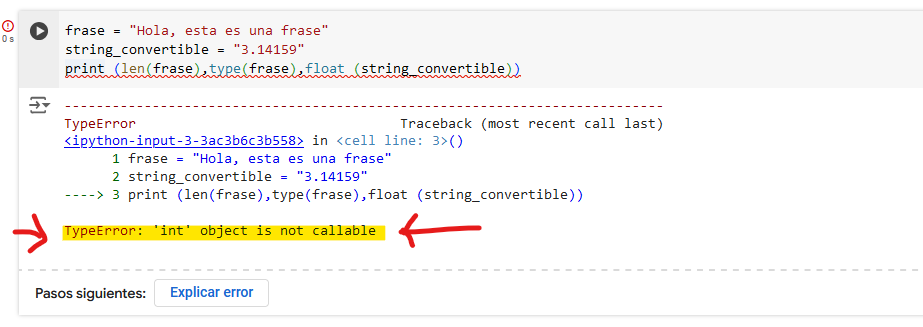 0 s
frase = "Hola, esta es una frase"
string_convertible = "3.14159"
print (len(frase),type(frase),float (string_convertible))
---------------------------------------------------------------------------
TypeError Traceback (most recent call last)
<ipython-input-3-3ac3b6c3b558> in <cell line: 3>()
1 frase = "Hola, esta es una frase"
2 string_convertible = "3.14159"
----> 3 print (len(frase),type(frase),float (string_convertible))
TypeError: 'int' object is not callable
Pasos siguientes: Explicar error